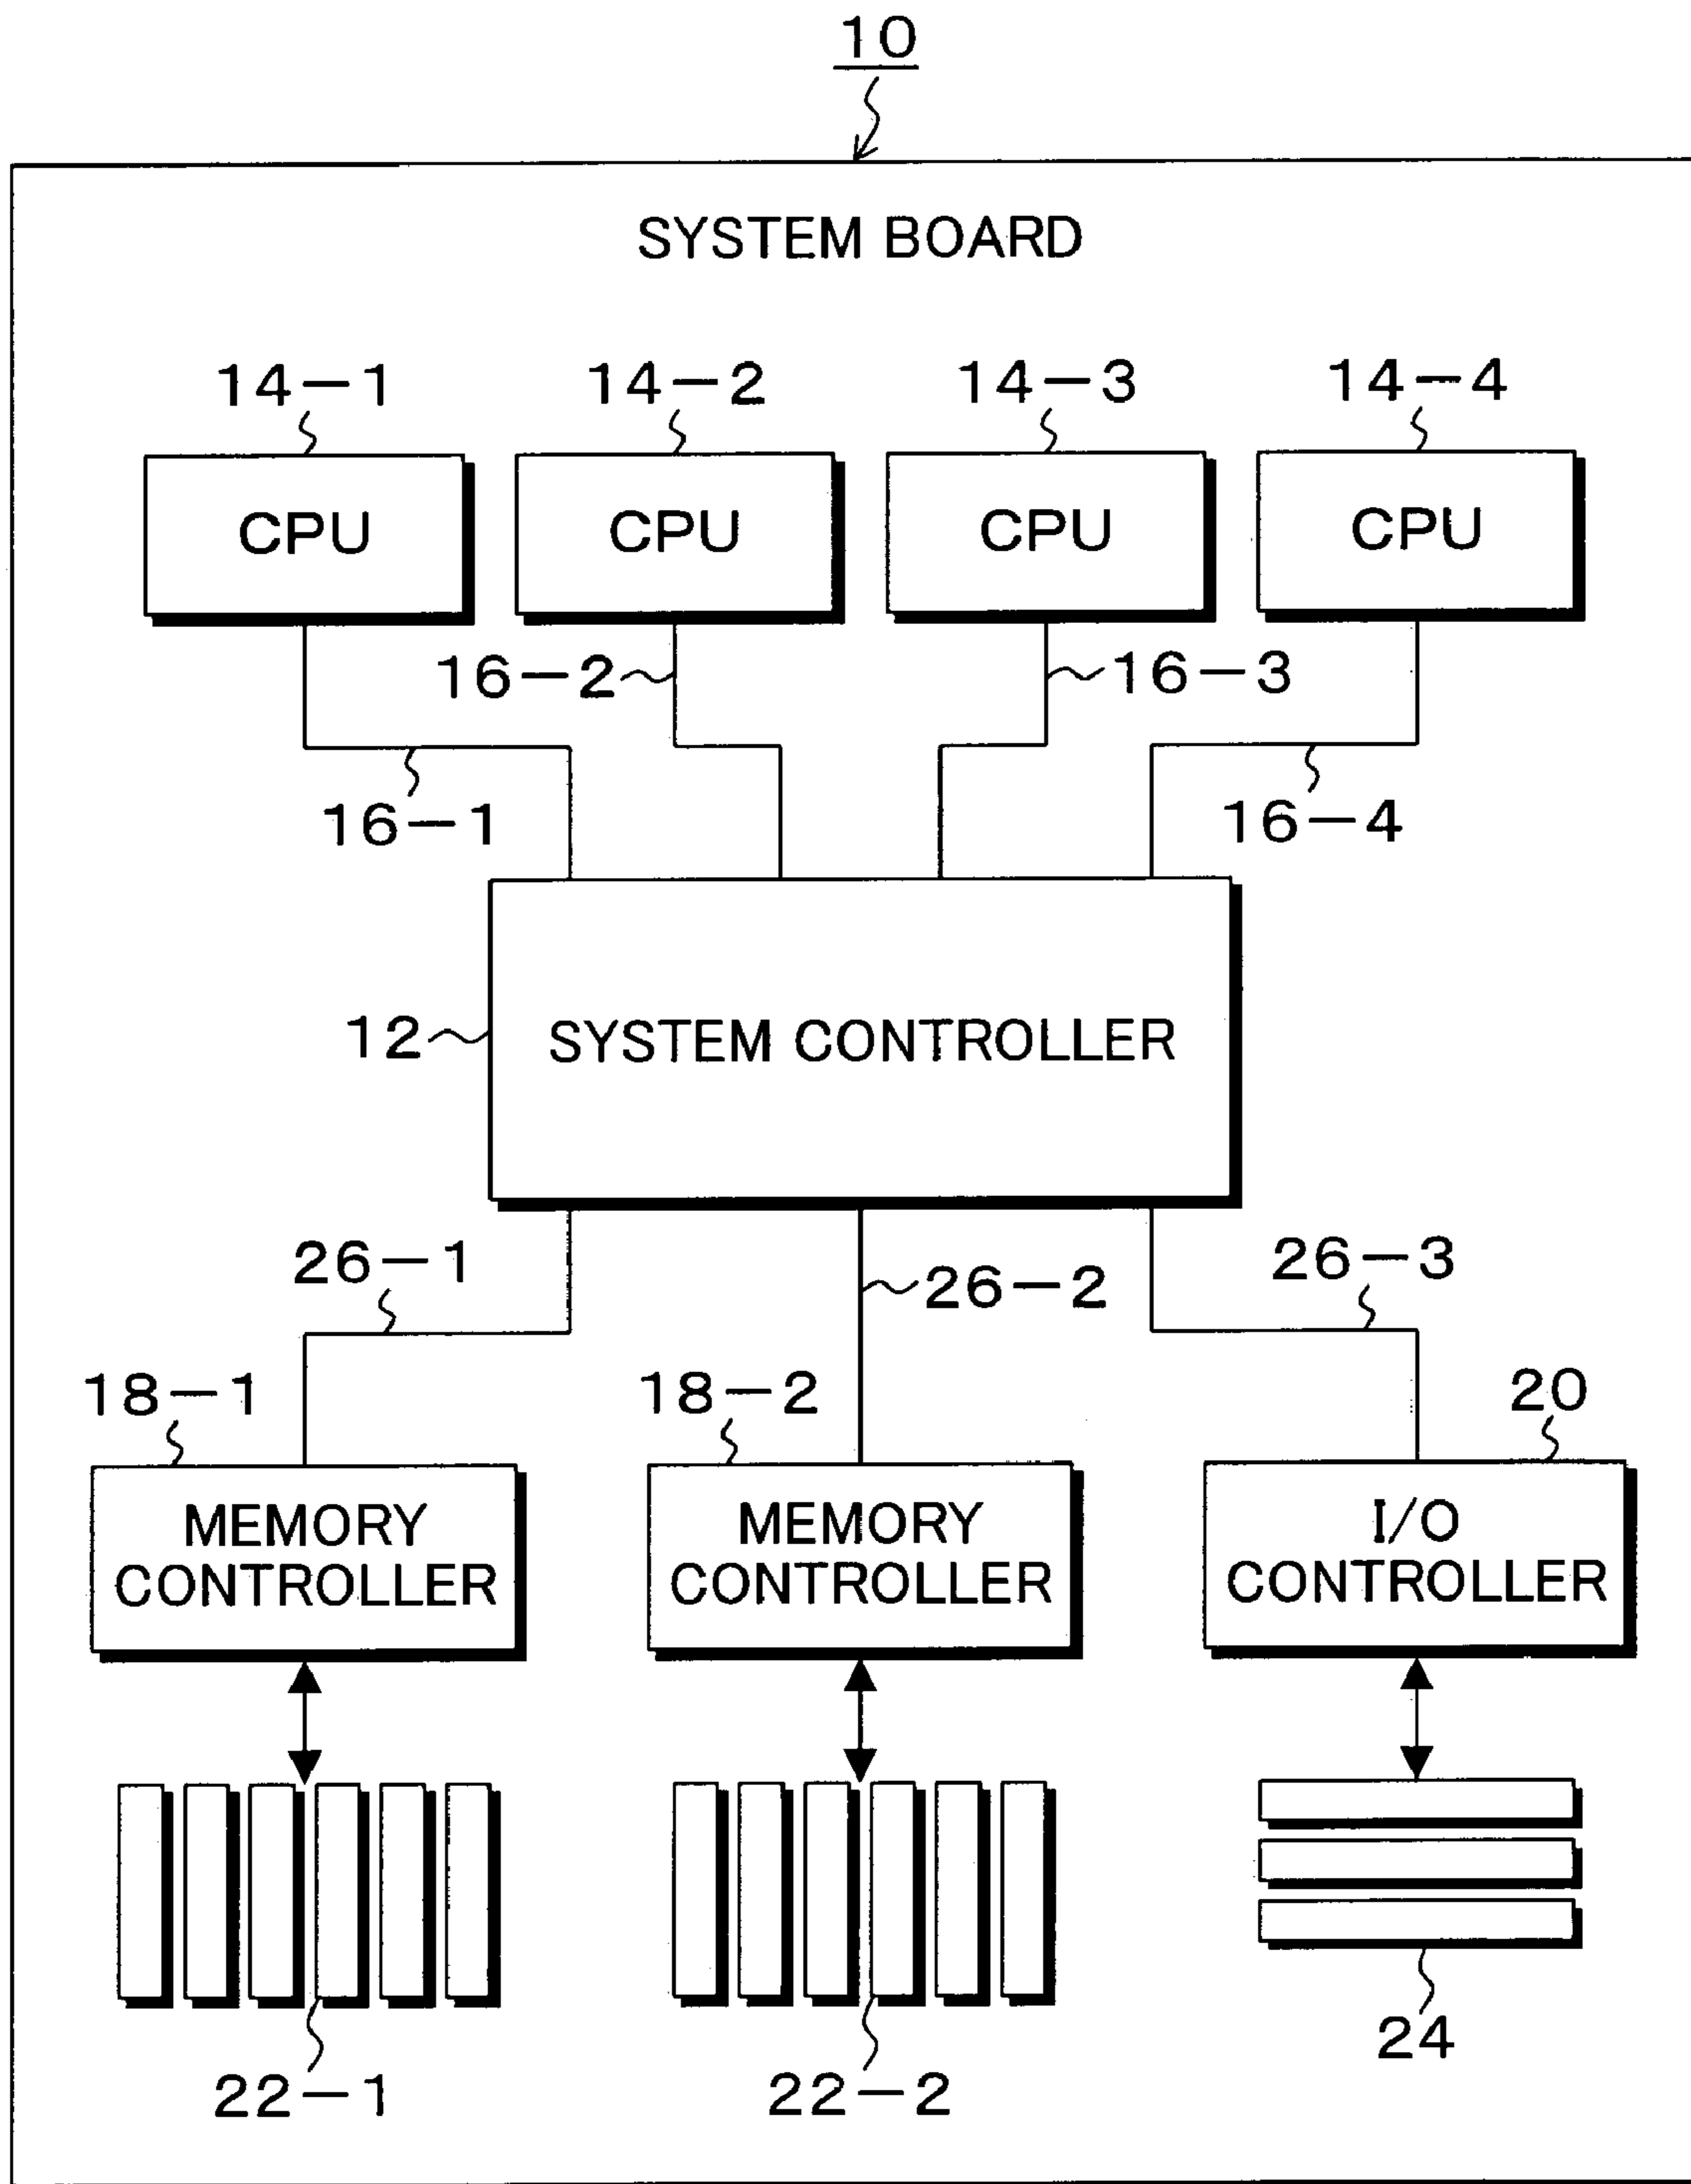 10
SYSTEM BOARD
14-1 14-2 14-3 14-4
CPU CPU CPU CPU
16-2 16-3
16-1 16-4
12 SYSTEM CONTROLLER
26-1 26-2 26-3
18-1 18-2 20
MEMORY CONTROLLER
MEMORY CONTROLLER
I/O CONTROLLER
22-1 22-2 24